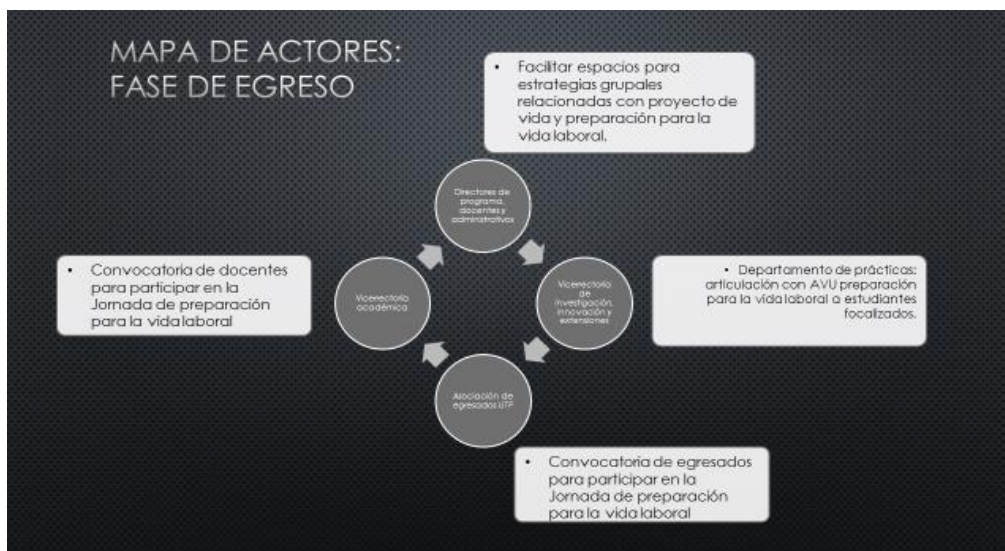 MAPA DE ACTORES:
FASE DE EGRESO
• Facilitar espacios para
estrategias grupales
relacionadas con proyecto de
vida y preparación para la
vida laboral.
Directores de
programa,
docentes y
administrativos
• Convocatoria de docentes
para participar en la
Jornada de preparación
para la vida laboral
Vicerrectoría
académica
Vicerrectoría
de
investigación,
innovación y
extensiones
• Departamento de prácticas:
articulación con AVU preparación
para la vida laboral a estudiantes
focalizados.
Asociación de
egresados UTP
• Convocatoria de egresados
para participar en la
Jornada de preparación
para la vida laboral